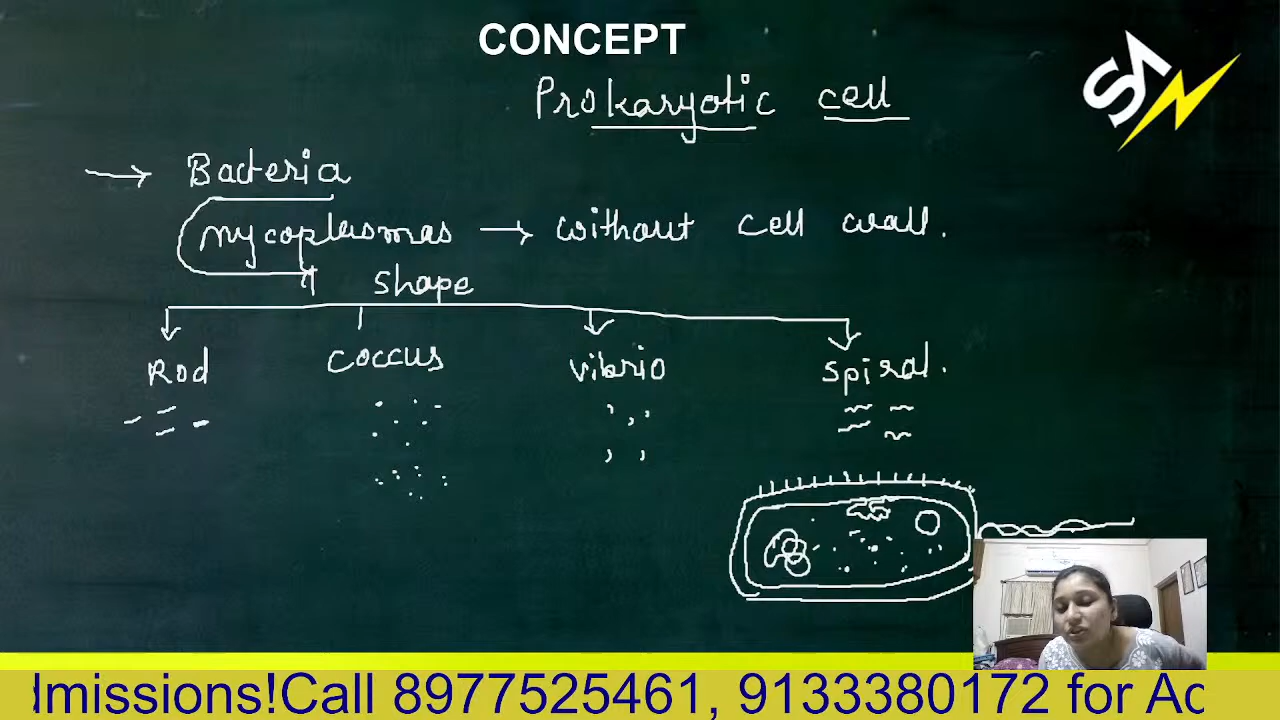 CONCEPT
SAN
Prokaryotic cell
→ Bacteria
Mycoplasmas → without cell wall.
shape
Rod coccus vibrio spiral.
lmissions!Call 8977525461, 9133380172 for Ac